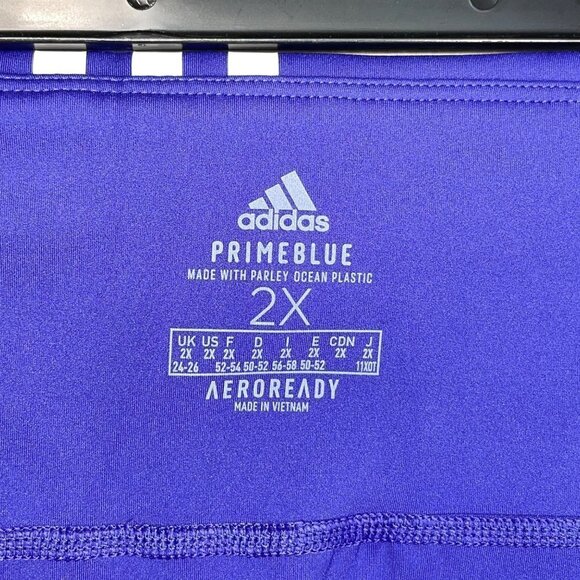 adidas
PRIMEBLUE
MADE WITH PARLEY OCEAN PLASTIC
2X
UK US F D I E CDN J
2X 2X 2X 2X 2X 2X 2X 2X
24-26 52-54 50-52 56-58 50-52 11XOT
AEROREADY
MADE IN VIETNAM